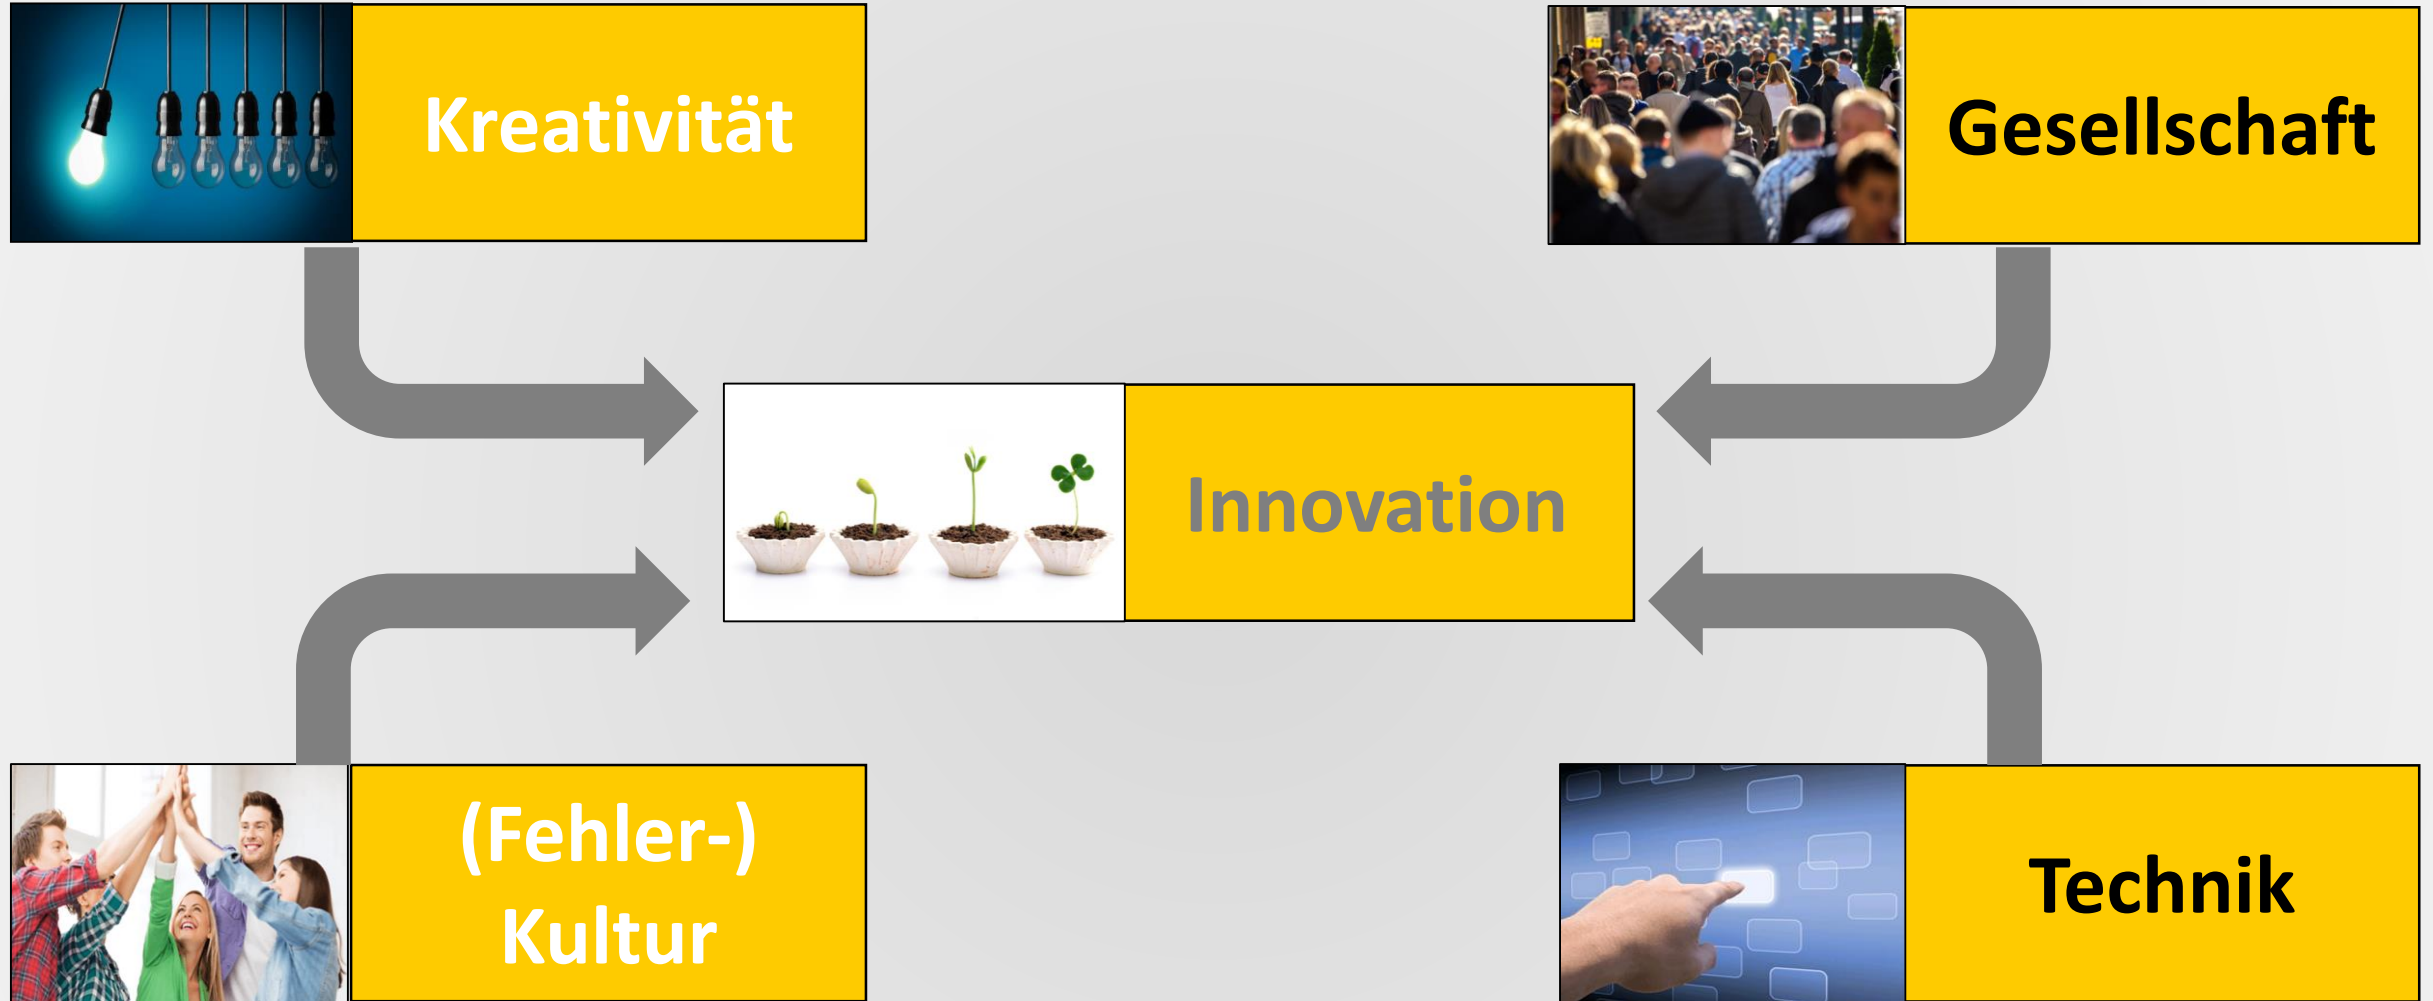 Kreativität
Gesellschaft
Innovation
(Fehler-)
Kultur
Technik